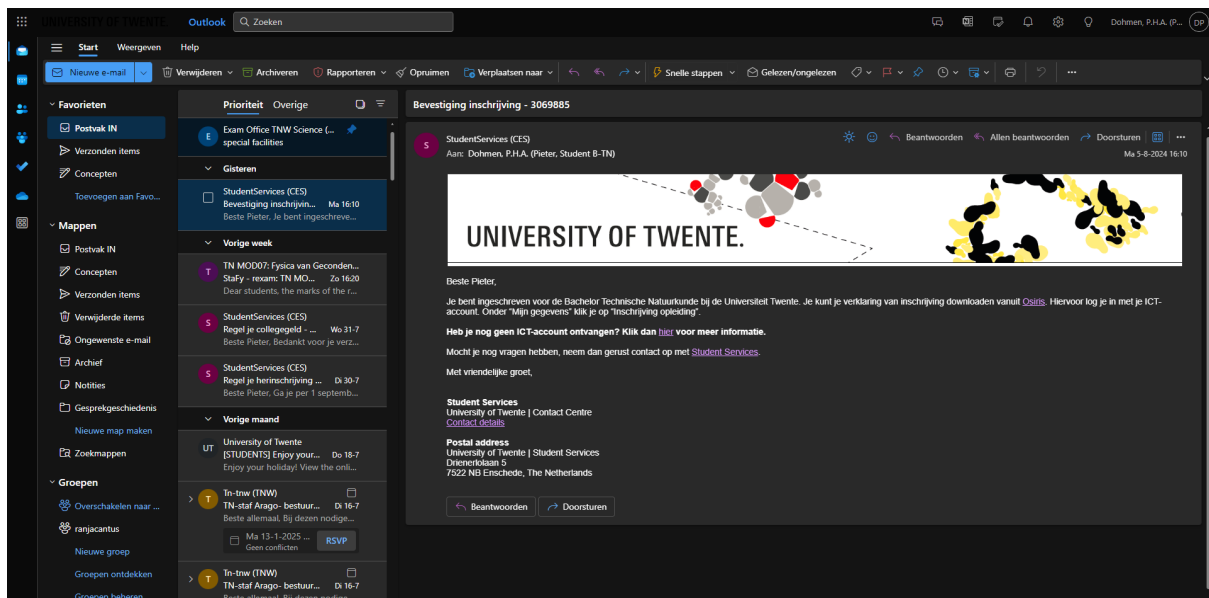 UNIVERSITY OF TWENTE.
Outlook
Zoeken
Dohmen, P.H.A. (P...
DP
Start Weergeven Help
Nieuwe e-mail
Verwijderen
Archiveren
Rapporteren
Opruimen
Verplaatsen naar
Snelle stappen
Gelezen/ongelezen
Favorieten
Postvak IN
Verzonden items
Concepten
Toevoegen aan Favo...
Mappen
Postvak IN
Concepten
Verzonden items
Verwijderde items
Ongewenste e-mail
Archief
Notities
Gesprekgeschiedenis
Nieuwe map maken
Zoekmappen
Groepen
Overschakelen naar ...
ranjacantus
Nieuwe groep
Groepen ontdekken
Groepen beheren
Prioriteit Overige
E
Exam Office TNW Science (...
special facilities
Gisteren
StudentServices (CES)
Bevestiging inschrijvin... Ma 16:10
Beste Pieter, Je bent ingeschreve...
Vorige week
T
TN MOD07: Fysica van Geconden...
StaFy - rexam: TN MO... Zo 16:20
Dear students, the marks of the r...
S
StudentServices (CES)
Regel je collegegeld - ... Wo 31-7
Beste Pieter, Bedankt voor je verz...
S
StudentServices (CES)
Regel je herinschrijving ... Di 30-7
Beste Pieter, Ga je per 1 septemb...
Vorige maand
UT
University of Twente
[STUDENTS] Enjoy your... Do 18-7
Enjoy your holiday! View the onli...
T
Tn-tnw (TNW)
TN-staf Arago- bestuur... Di 16-7
Beste allemaal, Bij dezen nodige...
Ma 13-1-2025 ...
Geen conflicten
RSVP
T
Tn-tnw (TNW)
TN-staf Arago- bestuur... Di 16-7
Beste allemaal, Bij dezen nodige...
Bevestiging inschrijving - 3069885
S
StudentServices (CES)
Aan: Dohmen, P.H.A. (Pieter, Student B-TN)
Beantwoorden
Allen beantwoorden
Doorsturen
Ma 5-8-2024 16:10
UNIVERSITY OF TWENTE.
Beste Pieter,
Je bent ingeschreven voor de Bachelor Technische Natuurkunde bij de Universiteit Twente. Je kunt je verklaring van inschrijving downloaden vanuit Osiris. Hiervoor log je in met je ICT-
account. Onder "Mijn gegevens" klik je op "Inschrijving opleiding".
Heb je nog geen ICT-account ontvangen? Klik dan hier voor meer informatie.
Mocht je nog vragen hebben, neem dan gerust contact op met Student Services.
Met vriendelijke groet,
Student Services
University of Twente | Contact Centre
Contact details
Postal address
University of Twente | Student Services
Drienerlolaan 5
7522 NB Enschede, The Netherlands
Beantwoorden
Doorsturen